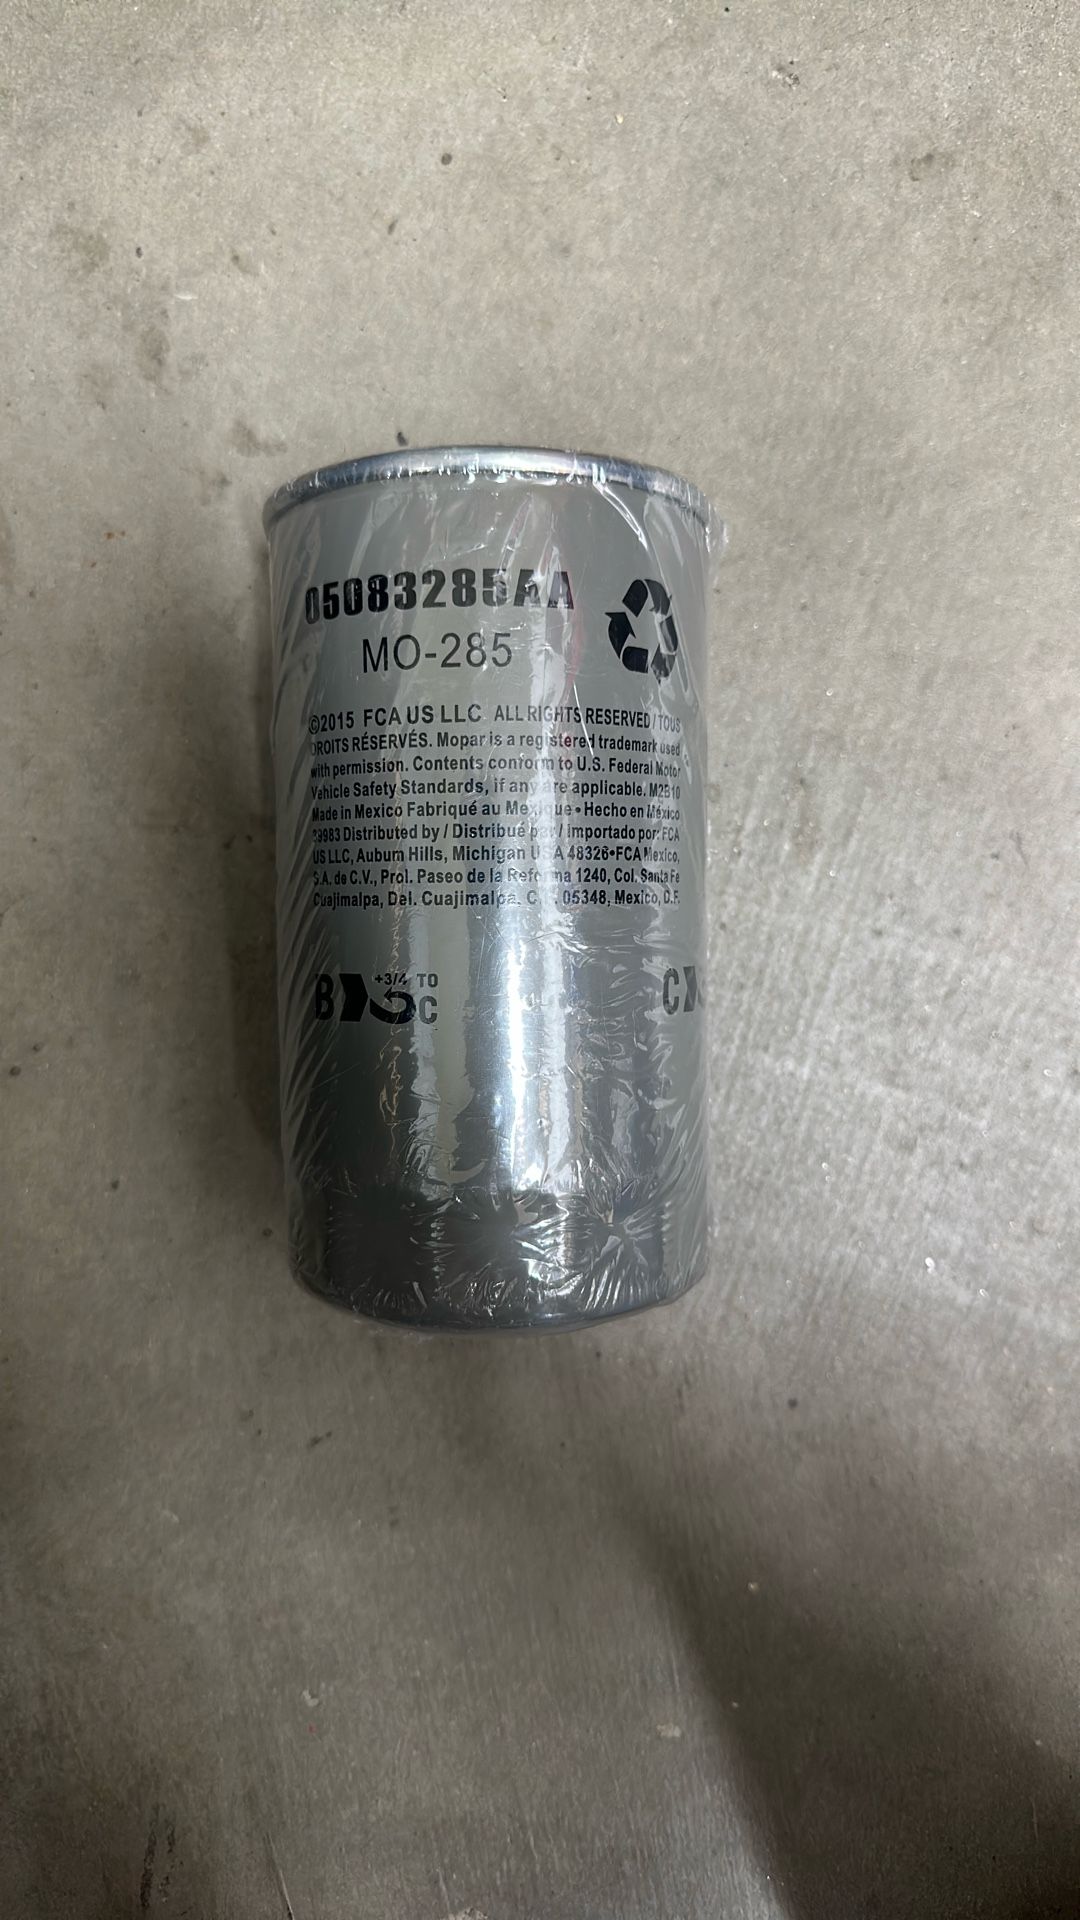 05083285AA
MO-285
©2015 FCA US LLC ALL RIGHTS RESERVED / TOUS
DROITS RÉSERVÉS. Mopar is a registered trademark used
with permission. Contents conform to U.S. Federal Motor
Vehicle Safety Standards, if any are applicable. M2B10
Made in Mexico Fabriqué au Mexique • Hecho en México
39983 Distributed by / Distribué par / Importado por: FCA
US LLC, Auburn Hills, Michigan USA 48326•FCA Mexico,
S.A. de C.V., Prol. Paseo de la Reforma 1240, Col. Santa Fe
Cuajimalpa, Del. Cuajimalpa, C.P. 05348, Mexico, D.F.
B +3/4 TO C
C